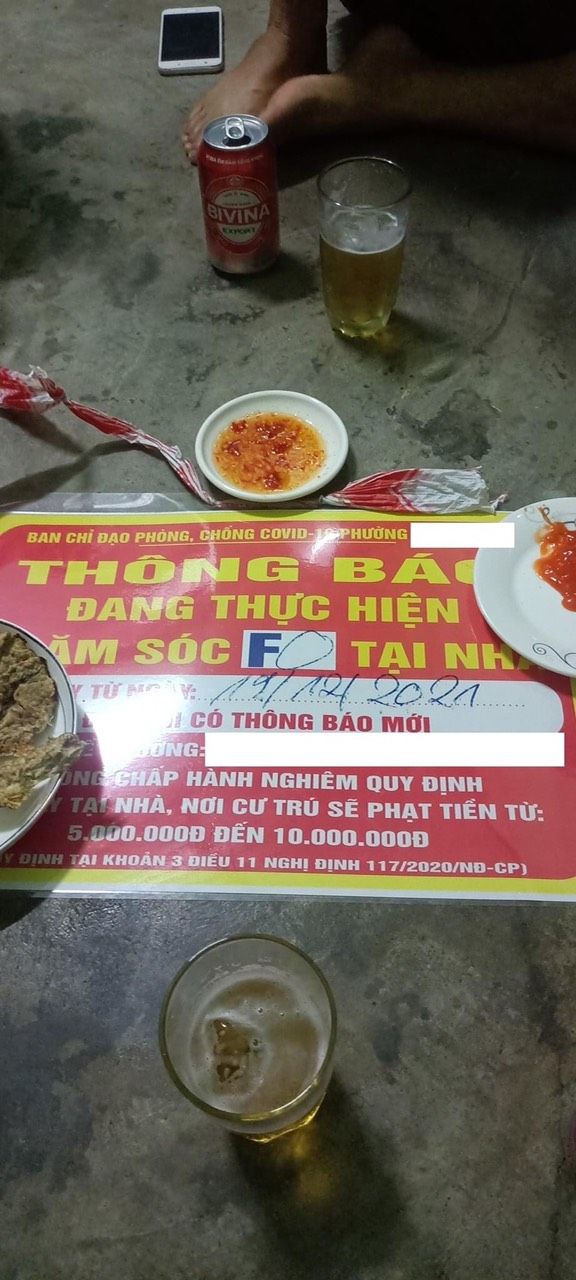 BIVINA
EXPORT
BAN CHỈ ĐẠO PHÒNG, CHỐNG COVID-19 PHƯỜNG
THÔNG BÁO
ĐANG THỰC HIỆN
ĂM SÓC F0 TẠI NHÀ
Y TỪ NGÀY: 19/12/2021
CÓ THÔNG BÁO MỚI
CHẤP HÀNH NGHIÊM QUY ĐỊNH
Y TẠI NHÀ, NƠI CƯ TRÚ SẼ PHẠT TIỀN TỪ:
5.000.000Đ ĐẾN 10.000.000Đ
Y ĐỊNH TẠI KHOẢN 3 ĐIỀU 11 NGHỊ ĐỊNH 117/2020/NĐ-CP)